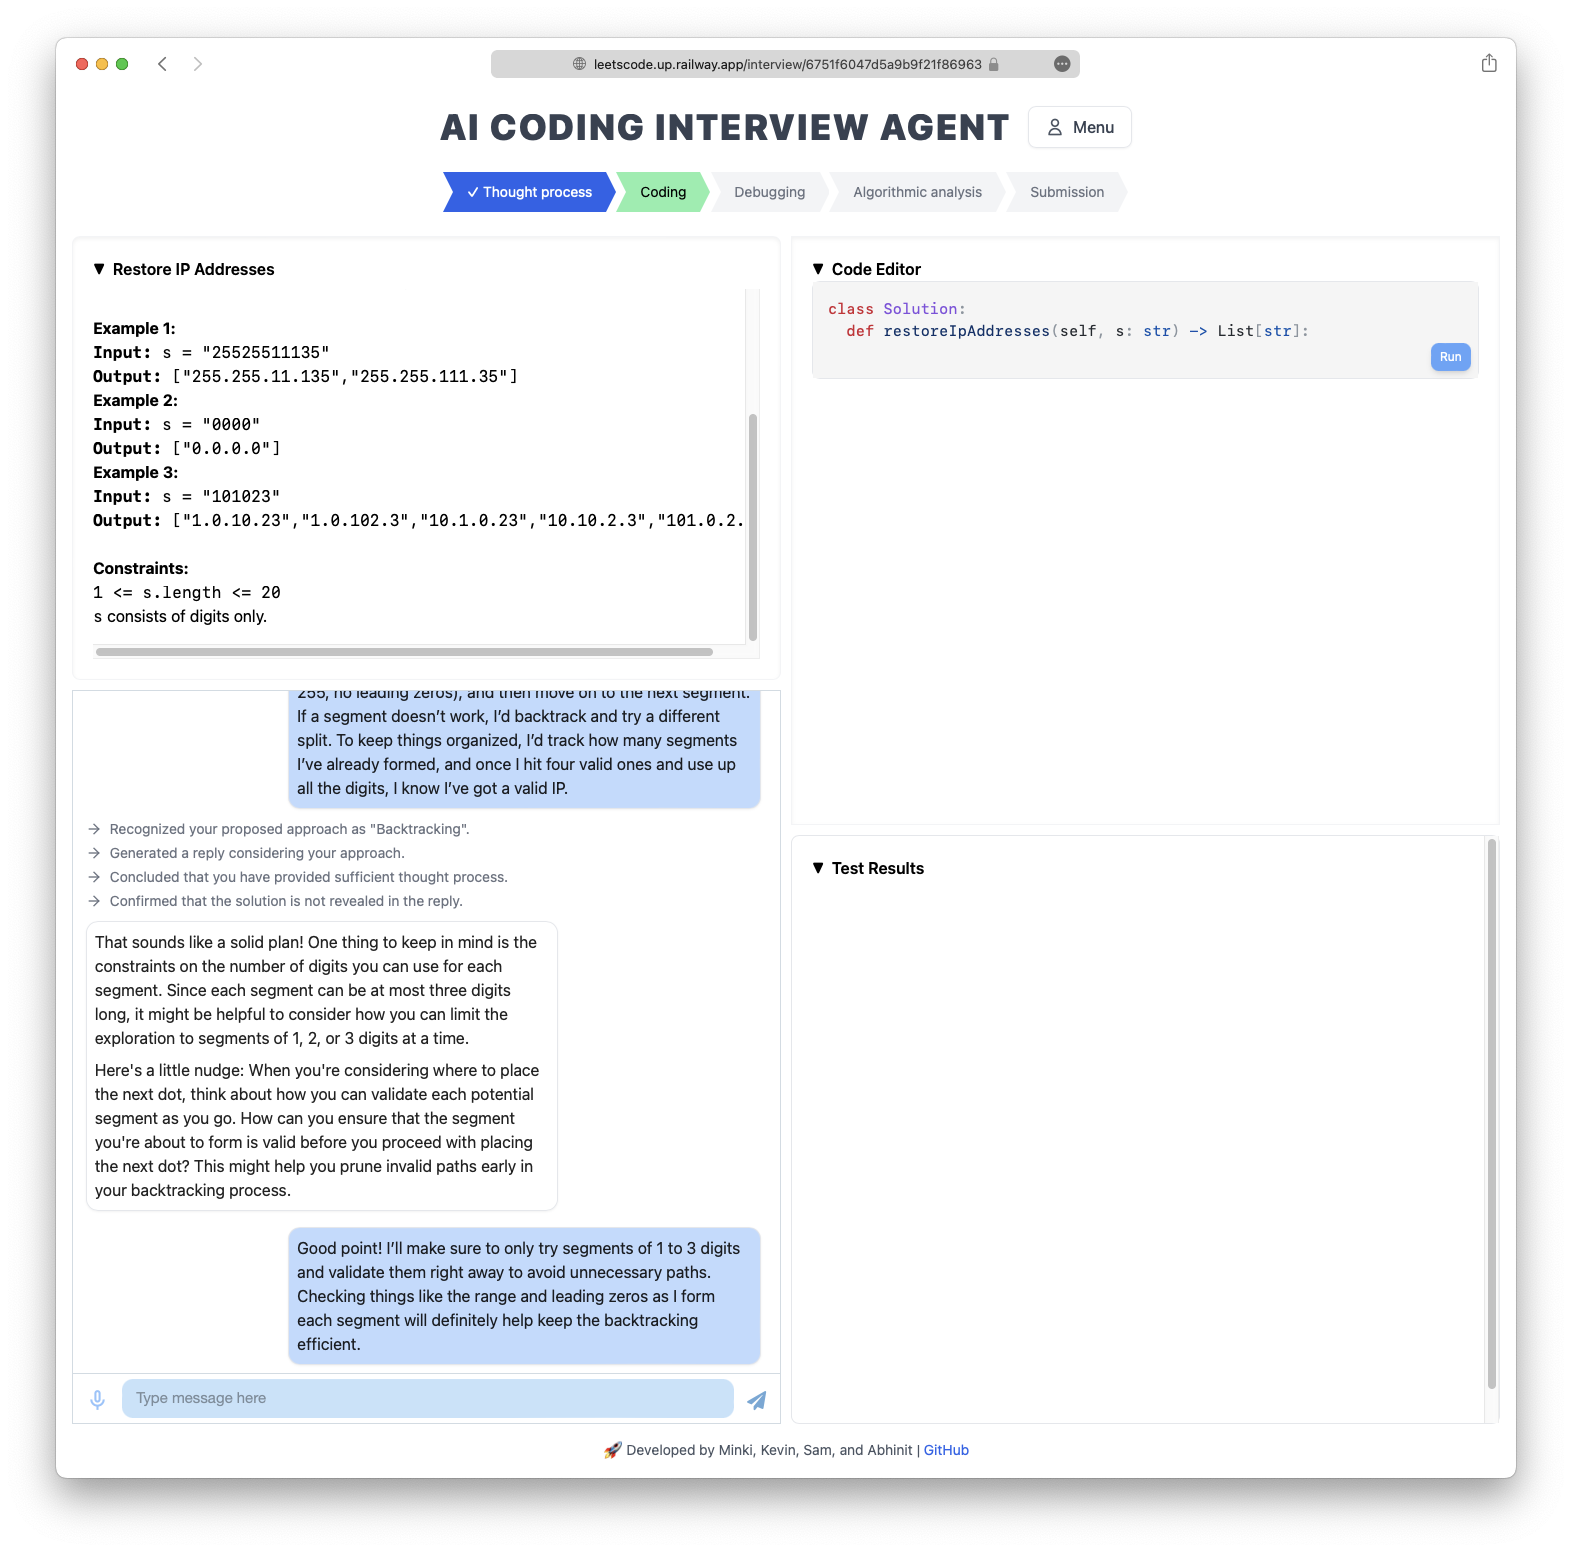 leetscode.up.railway.app/interview/6751f6047d5a9b9f21f86963
AI CODING INTERVIEW AGENT
Menu
✓ Thought process
Coding
Debugging
Algorithmic analysis
Submission
▼ Restore IP Addresses
Example 1:
Input: s = "25525511135"
Output: ["255.255.11.135","255.255.111.35"]
Example 2:
Input: s = "0000"
Output: ["0.0.0.0"]
Example 3:
Input: s = "101023"
Output: ["1.0.10.23","1.0.102.3","10.1.0.23","10.10.2.3","101.0.2.
Constraints:
1 <= s.length <= 20
s consists of digits only.
255, no leading zeros), and then move on to the next segment.
If a segment doesn’t work, I’d backtrack and try a different
split. To keep things organized, I’d track how many segments
I’ve already formed, and once I hit four valid ones and use up
all the digits, I know I’ve got a valid IP.
→ Recognized your proposed approach as "Backtracking".
→ Generated a reply considering your approach.
→ Concluded that you have provided sufficient thought process.
→ Confirmed that the solution is not revealed in the reply.
That sounds like a solid plan! One thing to keep in mind is the
constraints on the number of digits you can use for each
segment. Since each segment can be at most three digits
long, it might be helpful to consider how you can limit the
exploration to segments of 1, 2, or 3 digits at a time.
Here's a little nudge: When you're considering where to place
the next dot, think about how you can validate each potential
segment as you go. How can you ensure that the segment
you're about to form is valid before you proceed with placing
the next dot? This might help you prune invalid paths early in
your backtracking process.
Good point! I’ll make sure to only try segments of 1 to 3 digits
and validate them right away to avoid unnecessary paths.
Checking things like the range and leading zeros as I form
each segment will definitely help keep the backtracking
efficient.
Type message here
▼ Code Editor
class Solution:
  def restoreIpAddresses(self, s: str) -> List[str]:
Run
▼ Test Results
🚀 Developed by Minki, Kevin, Sam, and Abhinit | GitHub